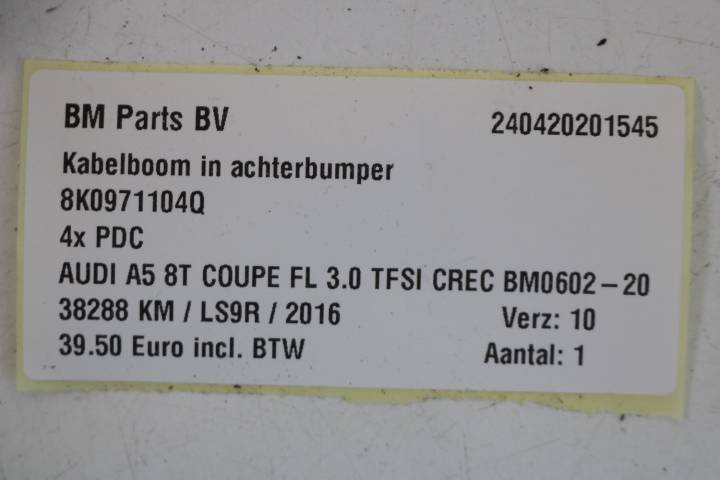 BM Parts BV 240420201545
Kabelboom in achterbumper
8K0971104Q
4x PDC
AUDI A5 8T COUPE FL 3.0 TFSI CREC BM0602-20
38288 KM / LS9R / 2016 Verz: 10
39.50 Euro incl. BTW Aantal: 1